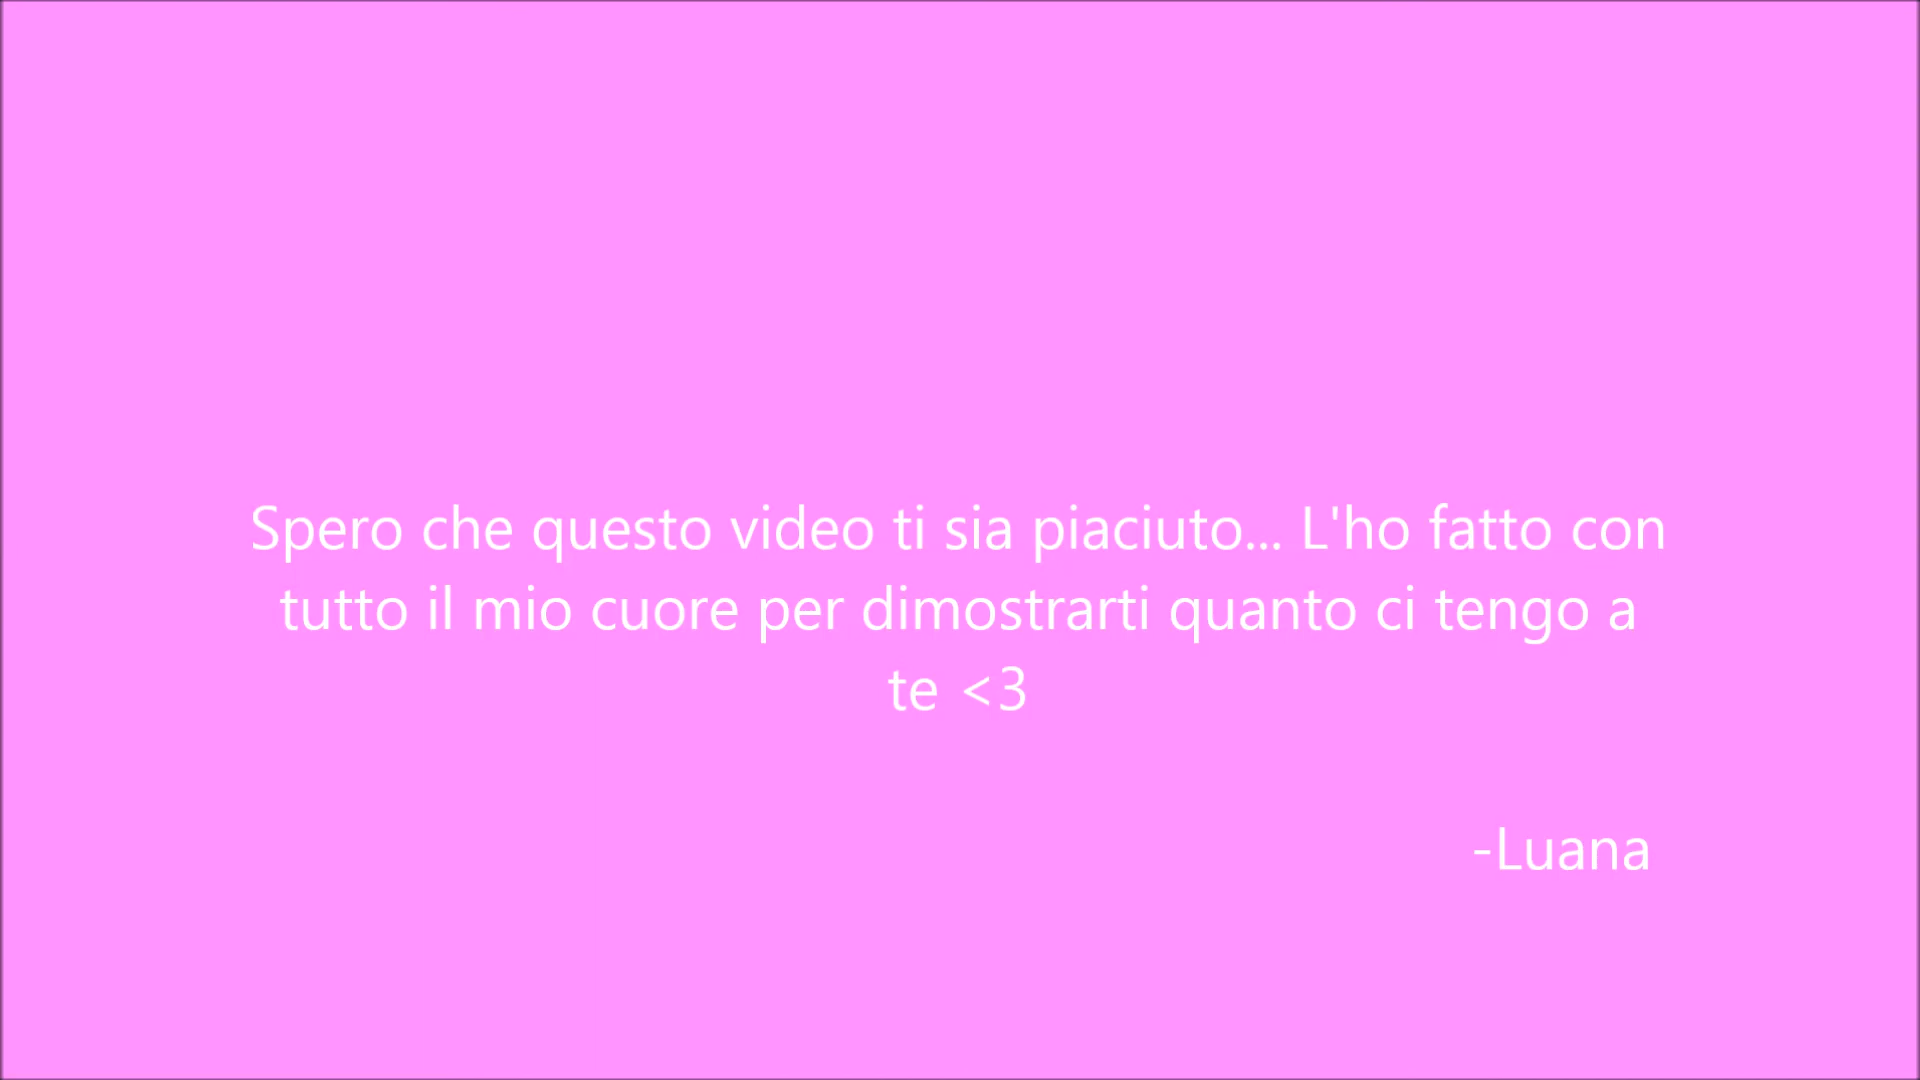 Spero che questo video ti sia piaciuto... L'ho fatto con
tutto il mio cuore per dimostrarti quanto ci tengo a
te <3
-Luana